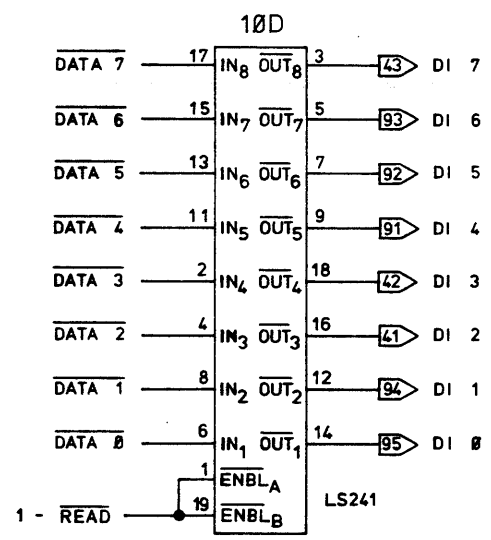 10D
DATA 7 17 IN8 OUT8 3 43 DI 7
DATA 6 15 IN7 OUT7 5 93 DI 6
DATA 5 13 IN6 OUT6 7 92 DI 5
DATA 4 11 IN5 OUT5 9 91 DI 4
DATA 3 2 IN4 OUT4 18 42 DI 3
DATA 2 4 IN3 OUT3 16 41 DI 2
DATA 1 8 IN2 OUT2 12 94 DI 1
DATA 0 6 IN1 OUT1 14 95 DI 0
1 ENBLA
LS241
1 - READ 19 ENBLB